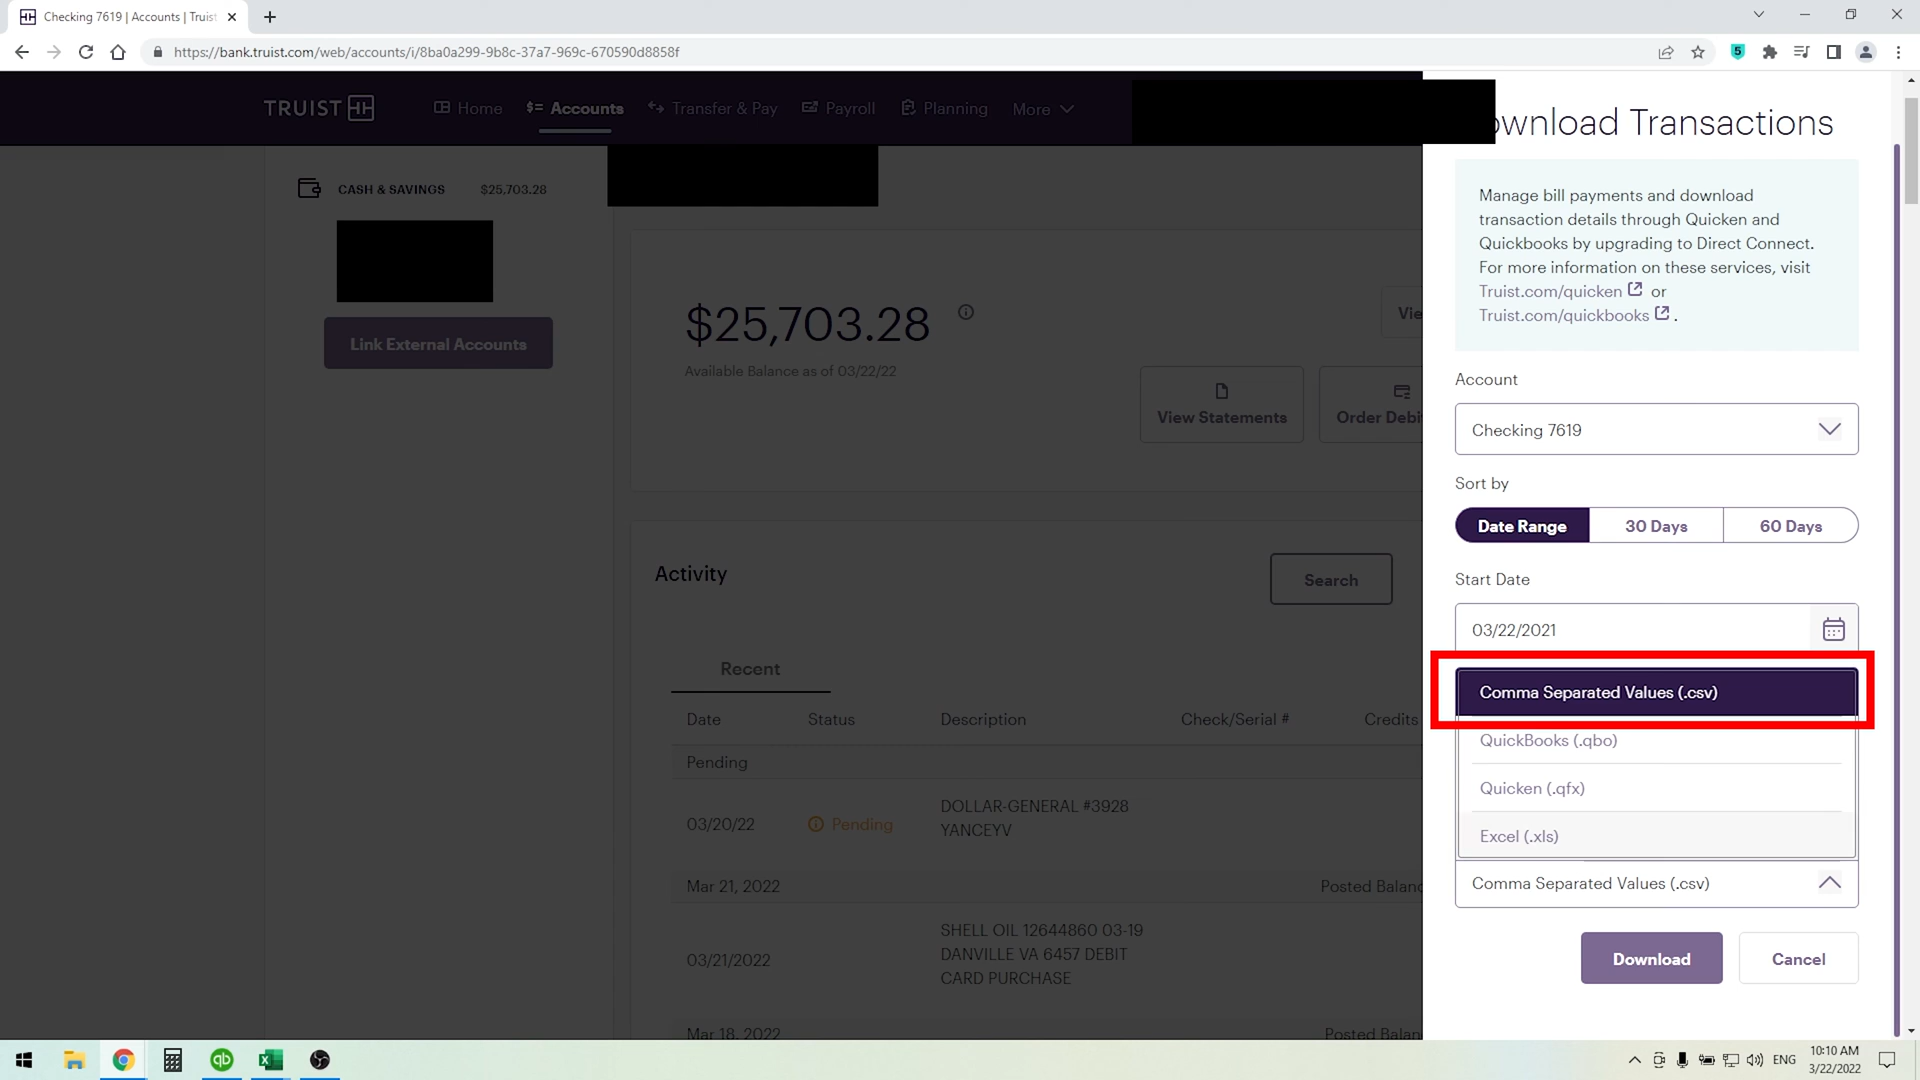 Checking 7619 | Accounts | Truist
https://bank.truist.com/web/accounts/i/8ba0a299-9b8c-37a7-969c-670590d8858f
5
TRUIST
Home
Accounts
Transfer & Pay
Payroll
Planning
More
CASH & SAVINGS $25,703.28
Link External Accounts
$25,703.28
Available Balance as of 03/22/22
View Statements
Activity
Search
Recent
Date Status Description Check/Serial # Credits
Pending
03/20/22 Pending DOLLAR-GENERAL #3928
YANCEYV
Mar 21, 2022 Posted
03/21/2022 SHELL OIL 12644860 03-19
DANVILLE VA 6457 DEBIT
CARD PURCHASE
Mar 18, 2022 Posted
Order
Transactions
Manage bill payments and download
transaction details through Quicken and
Quickbooks by upgrading to Direct Connect.
For more information on these services, visit
Truist.com/quicken or
Truist.com/quickbooks .
Account
Checking 7619
Sort by
Date Range 30 Days 60 Days
Start Date
03/22/2021
Comma Separated Values (.csv)
QuickBooks (.qbo)
Quicken (.qfx)
Excel (.xls)
Comma Separated Values (.csv)
Download Cancel
qb
ENG
10:10 AM
3/22/2022